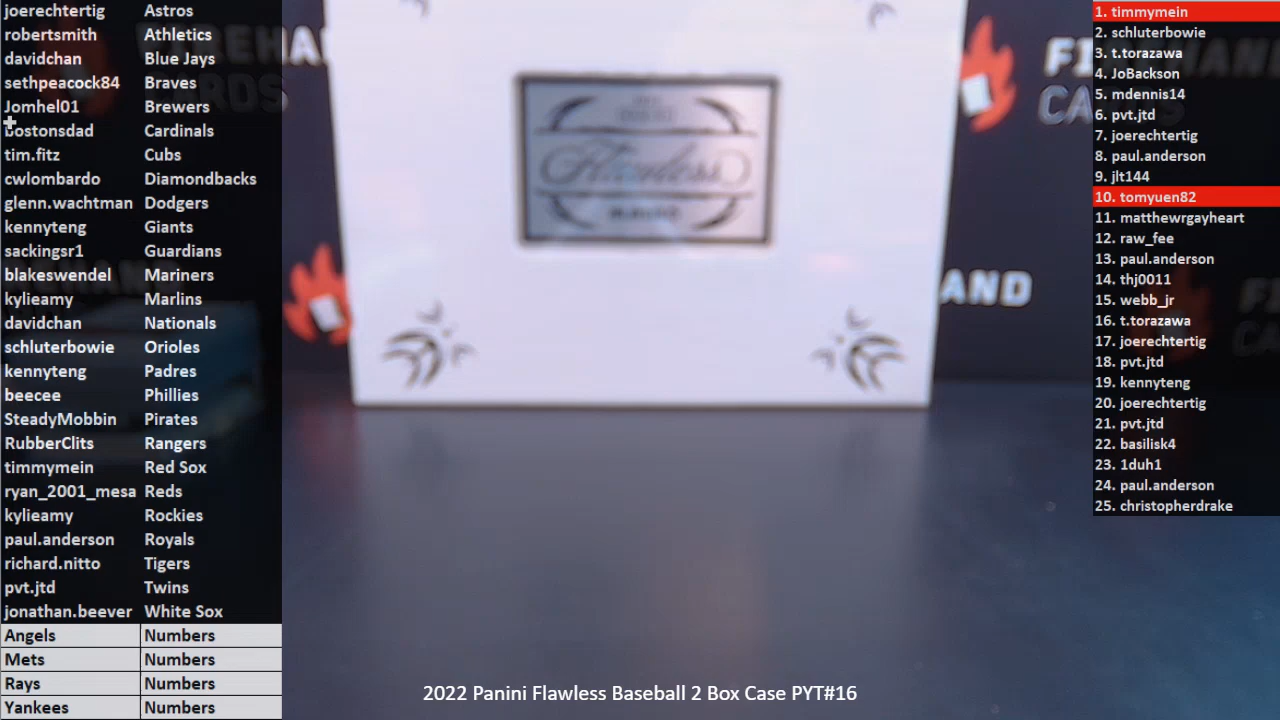 joerechtertig Astros
robertsmith Athletics
davidchan Blue Jays
sethpeacock84 Braves
Jomhel01 Brewers
bostonsdad Cardinals
tim.fitz Cubs
cwlombardo Diamondbacks
glenn.wachtman Dodgers
kennyteng Giants
sackingsr1 Guardians
blakeswendel Mariners
kylieamy Marlins
davidchan Nationals
schluterbowie Orioles
kennyteng Padres
beecee Phillies
SteadyMobbin Pirates
RubberClits Rangers
timmymein Red Sox
ryan_2001_mesa Reds
kylieamy Rockies
paul.anderson Royals
richard.nitto Tigers
pvt.jtd Twins
jonathan.beever White Sox
Angels Numbers
Mets Numbers
Rays Numbers
Yankees Numbers
Flawless
2022 Panini Flawless Baseball 2 Box Case PYT#16
1. timmymein
2. schluterbowie
3. t.torazawa
4. JoBackson
5. mdennis14
6. pvt.jtd
7. joerechtertig
8. paul.anderson
9. jlt144
10. tomyuen82
11. matthewrgayheart
12. raw_fee
13. paul.anderson
14. thj0011
15. webb_jr
16. t.torazawa
17. joerechtertig
18. pvt.jtd
19. kennyteng
20. joerechtertig
21. pvt.jtd
22. basilisk4
23. 1duh1
24. paul.anderson
25. christopherdrake